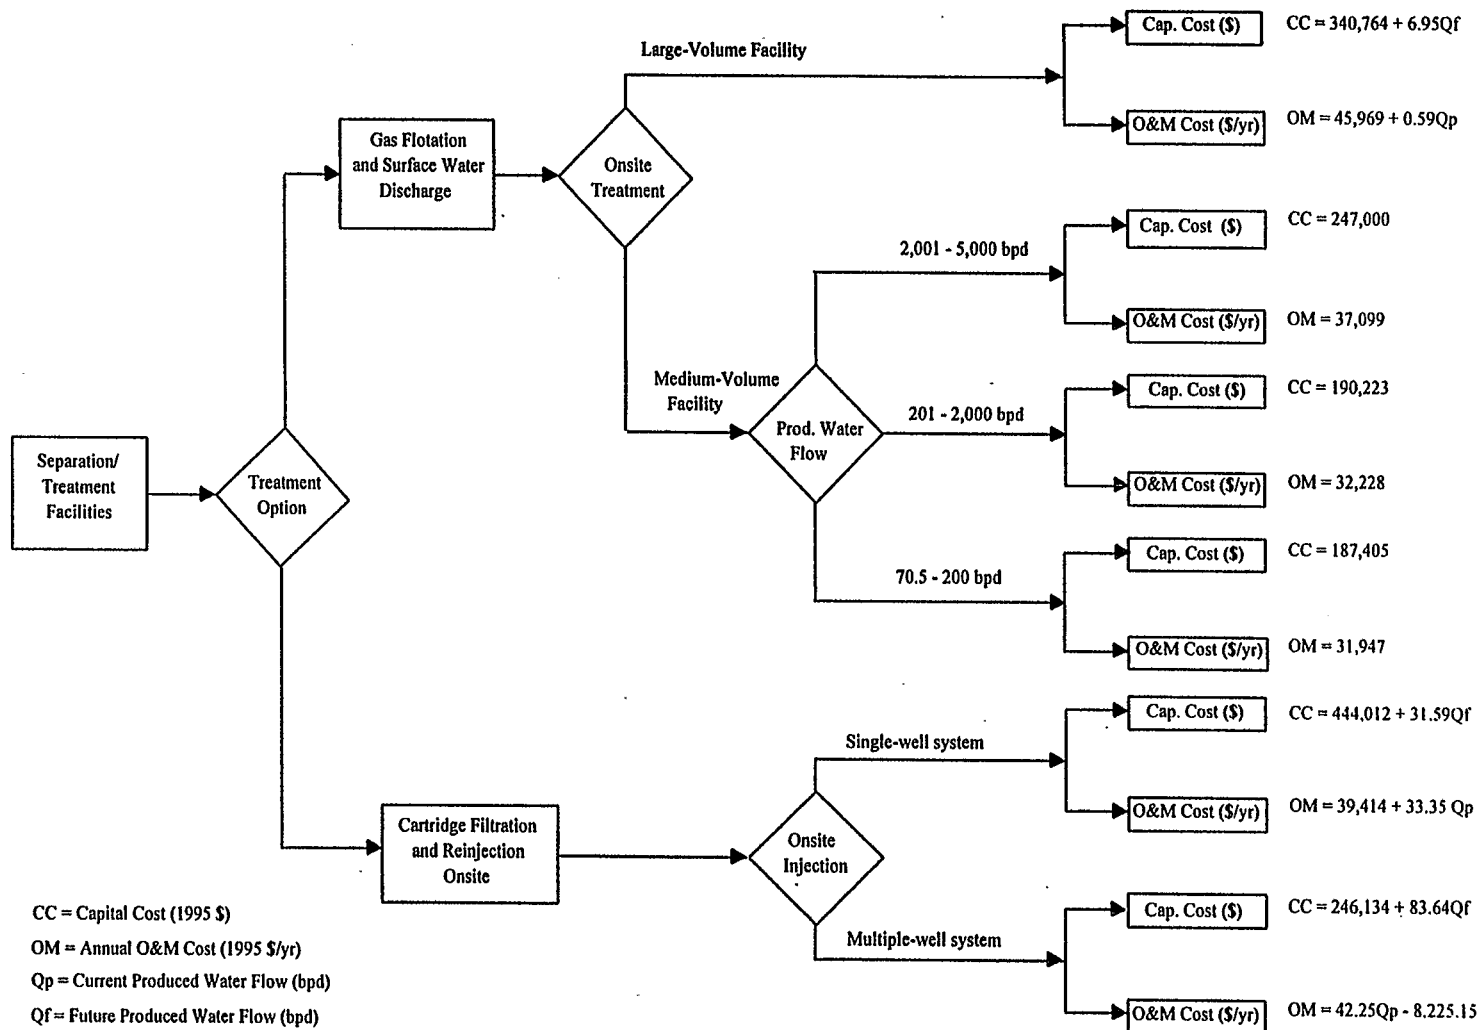 Cap. Cost ($)
CC = 340,764 + 6.95Qf
Large-Volume Facility
O&M Cost ($/yr)
OM = 45,969 + 0.59Qp
Gas Flotation
and Surface Water
Discharge
Onsite
Treatment
Cap. Cost ($)
CC = 247,000
2,001 - 5,000 bpd
O&M Cost ($/yr)
OM = 37,099
Medium-Volume
Facility
Cap. Cost ($)
CC = 190,223
201 - 2,000 bpd
Prod. Water
Flow
O&M Cost ($/yr)
OM = 32,228
Separation/
Treatment
Facilities
Treatment
Option
Cap. Cost ($)
CC = 187,405
70.5 - 200 bpd
O&M Cost ($/yr)
OM = 31,947
Cap. Cost ($)
CC = 444,012 + 31.59Qf
Single-well system
O&M Cost ($/yr)
OM = 39,414 + 33.35 Qp
Cartridge Filtration
and Reinjection
Onsite
Onsite
Injection
Cap. Cost ($)
CC = 246,134 + 83.64Qf
Multiple-well system
O&M Cost ($/yr)
OM = 42.25Qp - 8,225.15
CC = Capital Cost (1995 $)
OM = Annual O&M Cost (1995 $/yr)
Qp = Current Produced Water Flow (bpd)
Qf = Future Produced Water Flow (bpd)